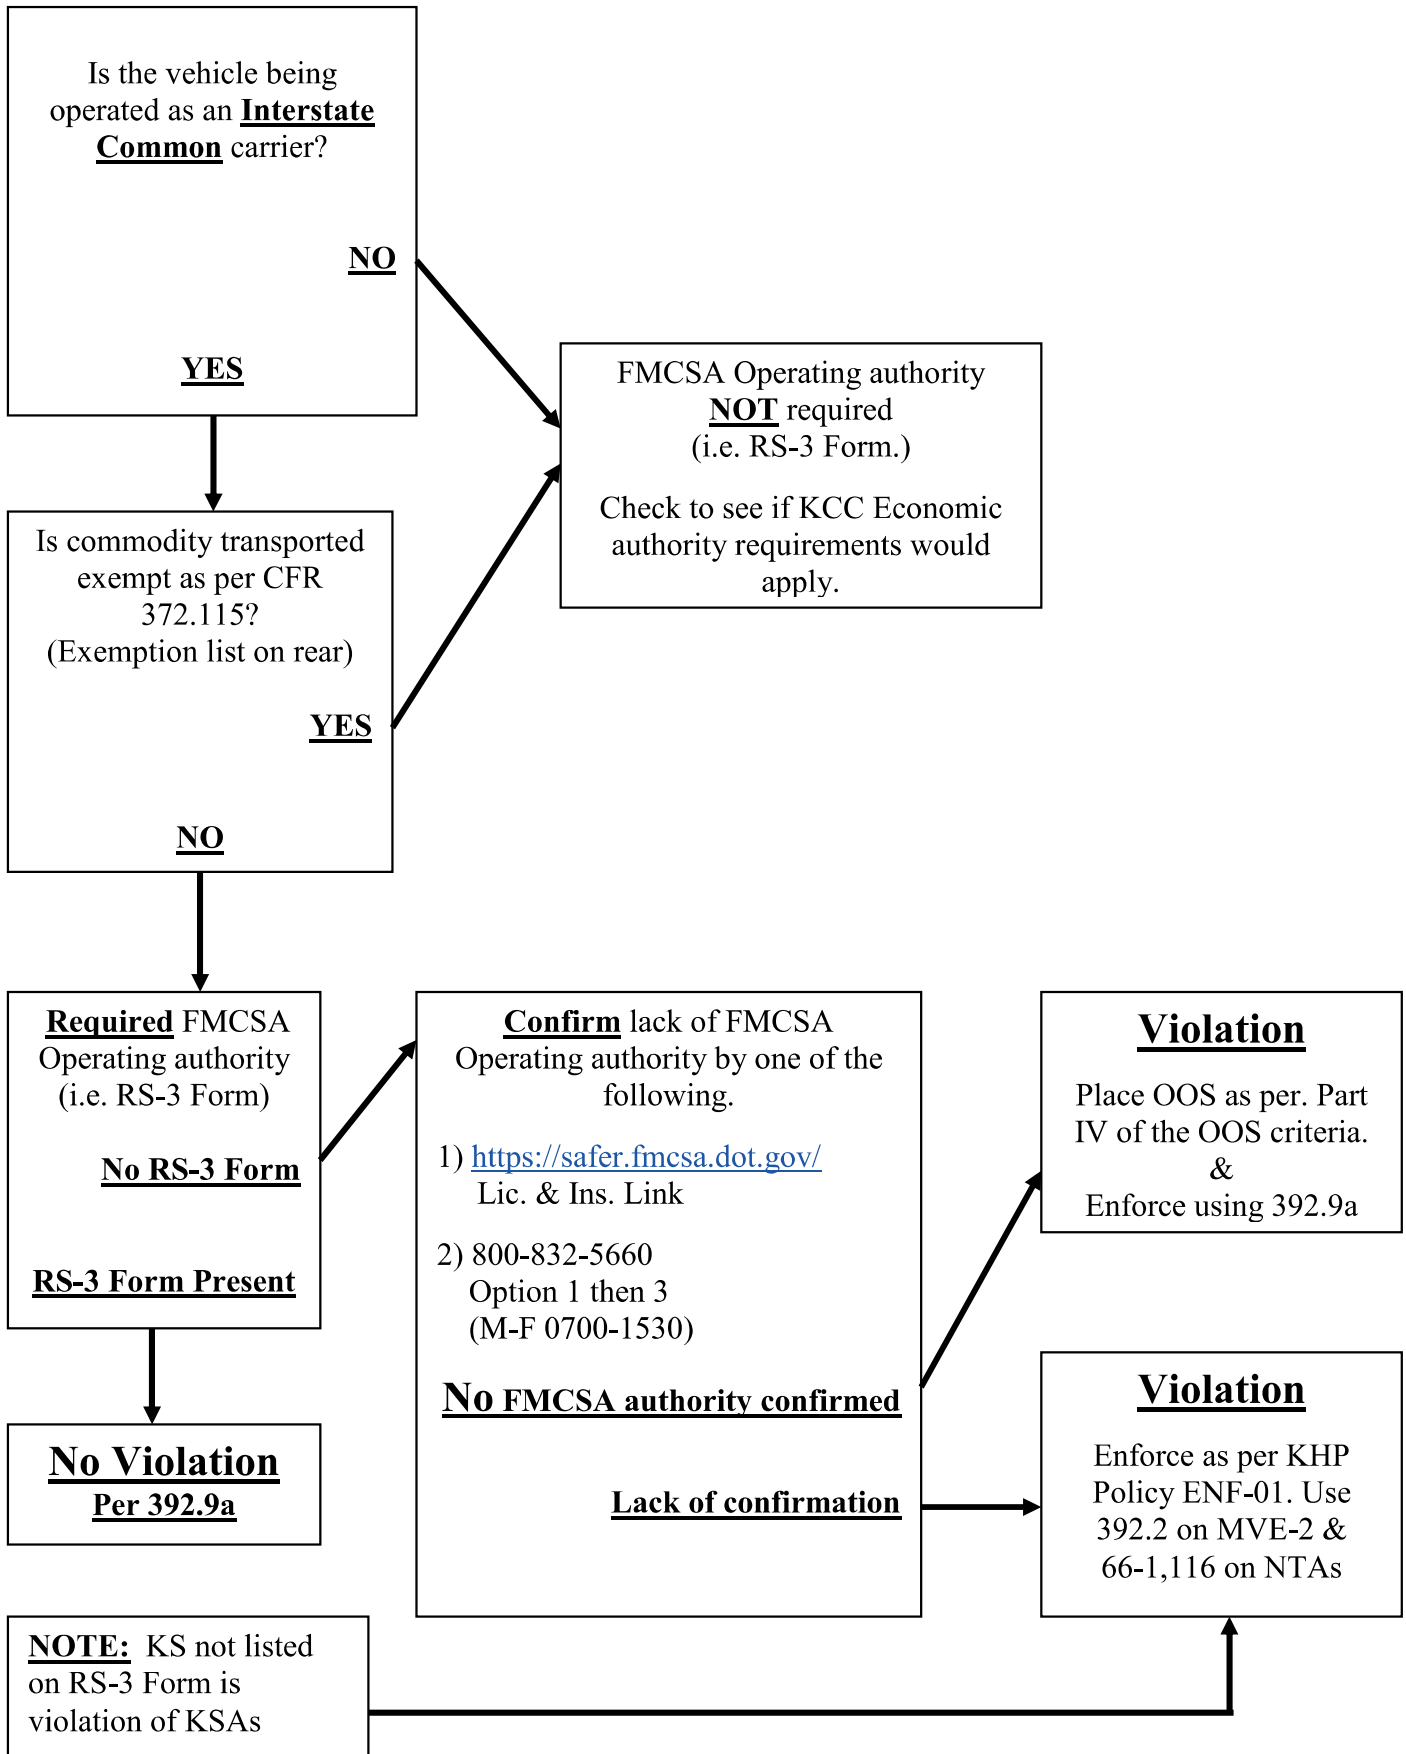 Is the vehicle being
operated as an Interstate
Common carrier?
NO
YES
FMCSA Operating authority
NOT required
(i.e. RS-3 Form.)
Check to see if KCC Economic
authority requirements would
apply.
Is commodity transported
exempt as per CFR
372.115?
(Exemption list on rear)
YES
NO
Required FMCSA
Operating authority
(i.e. RS-3 Form)
No RS-3 Form
RS-3 Form Present
Confirm lack of FMCSA
Operating authority by one of the
following.
1) https://safer.fmcsa.dot.gov/
Lic. & Ins. Link
2) 800-832-5660
Option 1 then 3
(M-F 0700-1530)
No FMCSA authority confirmed
Lack of confirmation
Violation
Place OOS as per. Part
IV of the OOS criteria.
&
Enforce using 392.9a
Violation
Enforce as per KHP
Policy ENF-01. Use
392.2 on MVE-2 &
66-1,116 on NTAs
No Violation
Per 392.9a
NOTE: KS not listed
on RS-3 Form is
violation of KSAs